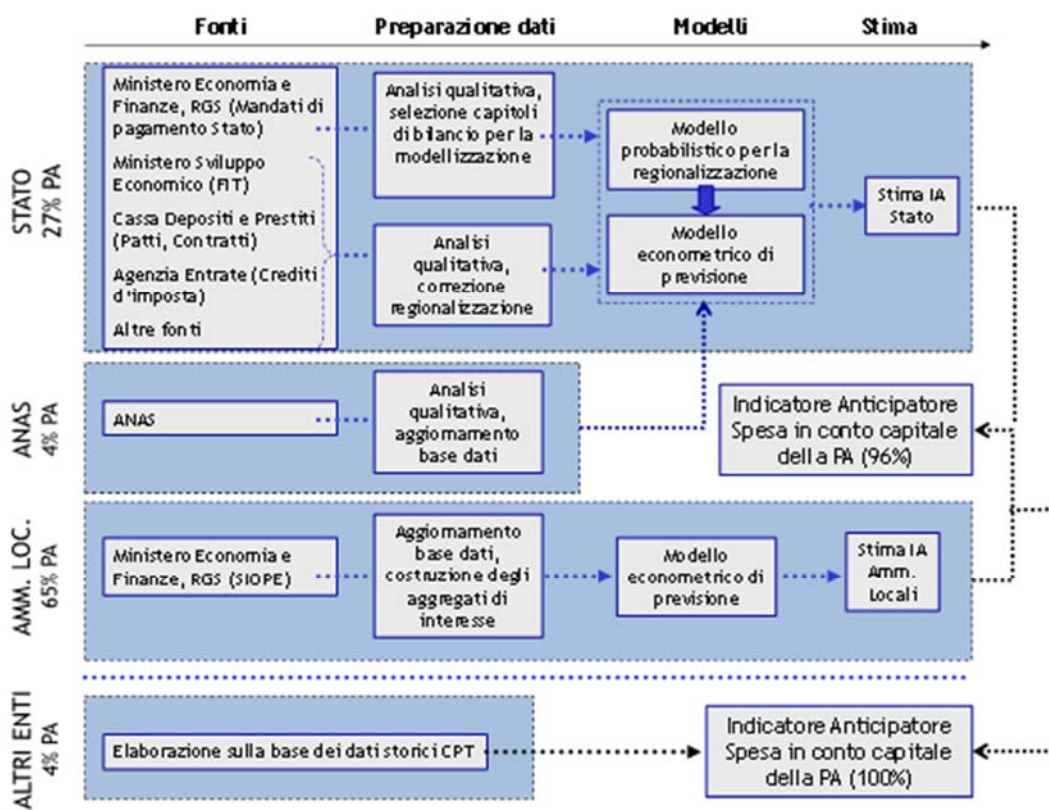 Fonti
Preparazione dati
Modelli
Stima
STATO
27% PA
Ministero Economia e
Finanze, RGS (Mandati di
pagamento Stato)
Ministero Sviluppo
Economico (FIT)
Cassa Depositi e Prestiti
(Patti, Contratti)
Agenzia Entrate (Crediti
d'imposta)
Altre fonti
Analisi qualitativa,
selezione capitoli
di bilancio per la
modellizzazione
Analisi
qualitativa,
correzione
regionalizzazione
Modello
probabilistico per la
regionalizzazione
Modello
econometrico di
previsione
Stima IA
Stato
ANAS
4% PA
ANAS
Analisi
qualitativa,
aggiornamento
base dati
Indicatore Anticipatore
Spesa in conto capitale
della PA (96%)
AMM. LOC.
65% PA
Ministero Economia e
Finanze, RGS (SIOPE)
Aggiornamento
base dati,
costruzione degli
aggregati di
interesse
Modello
econometrico di
previsione
Stima IA
Amm.
Locali
ALTRI ENTI
4% PA
Elaborazione sulla base dei dati storici CPT
Indicatore Anticipatore
Spesa in conto capitale
della PA (100%)